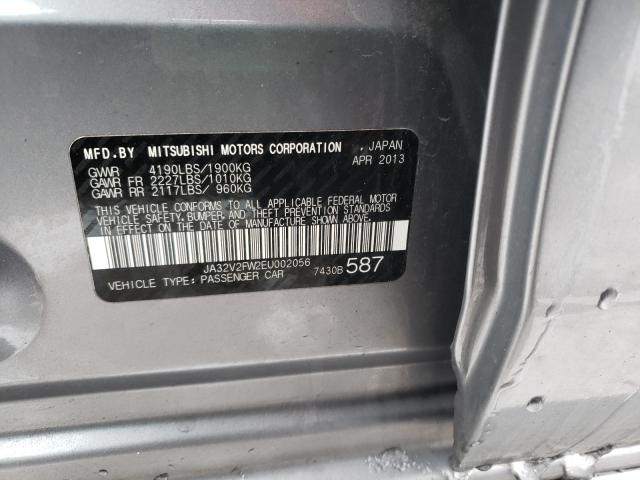 MFD.BY MITSUBISHI MOTORS CORPORATION , JAPAN
APR 2013
GVWR 4190LBS/1900KG
GAWR FR 2227LBS/1010KG
GAWR RR 2117LBS/ 960KG
THIS VEHICLE CONFORMS TO ALL APPLICABLE FEDERAL MOTOR
VEHICLE SAFETY, BUMPER, AND THEFT PREVENTION STANDARDS
IN EFFECT ON THE DATE OF MANUFACTURE SHOWN ABOVE.
JA32V2FW2EU002056
VEHICLE TYPE: PASSENGER CAR 7430B 587